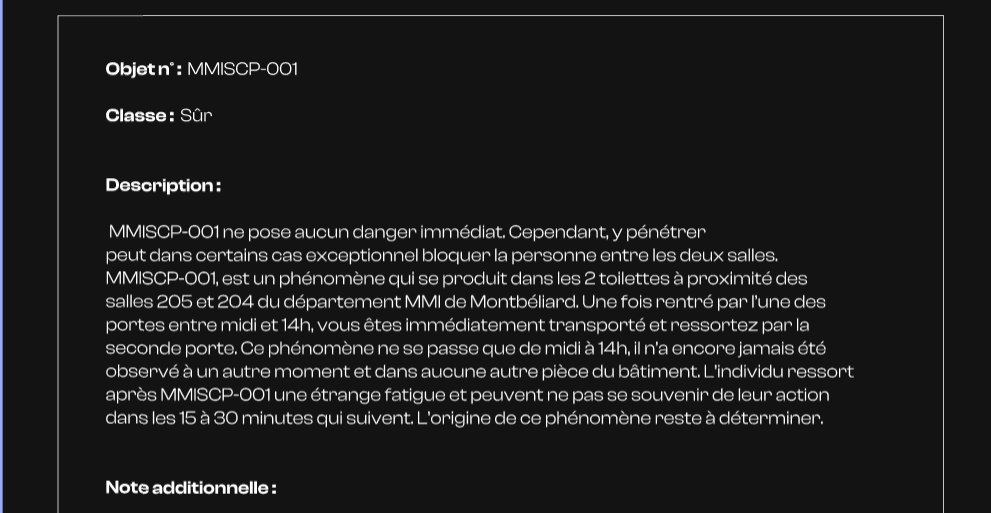 Objet n° : MMISCP-001
Classe : Sûr
Description :
MMISCP-001 ne pose aucun danger immédiat. Cependant, y pénétrer
peut dans certains cas exceptionnel bloquer la personne entre les deux salles.
MMISCP-001, est un phénomène qui se produit dans les 2 toilettes à proximité des
salles 205 et 204 du département MMI de Montbéliard. Une fois rentré par l'une des
portes entre midi et 14h, vous êtes immédiatement transporté et ressortez par la
seconde porte. Ce phénomène ne se passe que de midi à 14h, il n'a encore jamais été
observé à un autre moment et dans aucune autre pièce du bâtiment. L'individu ressort
après MMISCP-001 une étrange fatigue et peuvent ne pas se souvenir de leur action
dans les 15 à 30 minutes qui suivent. L'origine de ce phénomène reste à déterminer.
Note additionnelle :